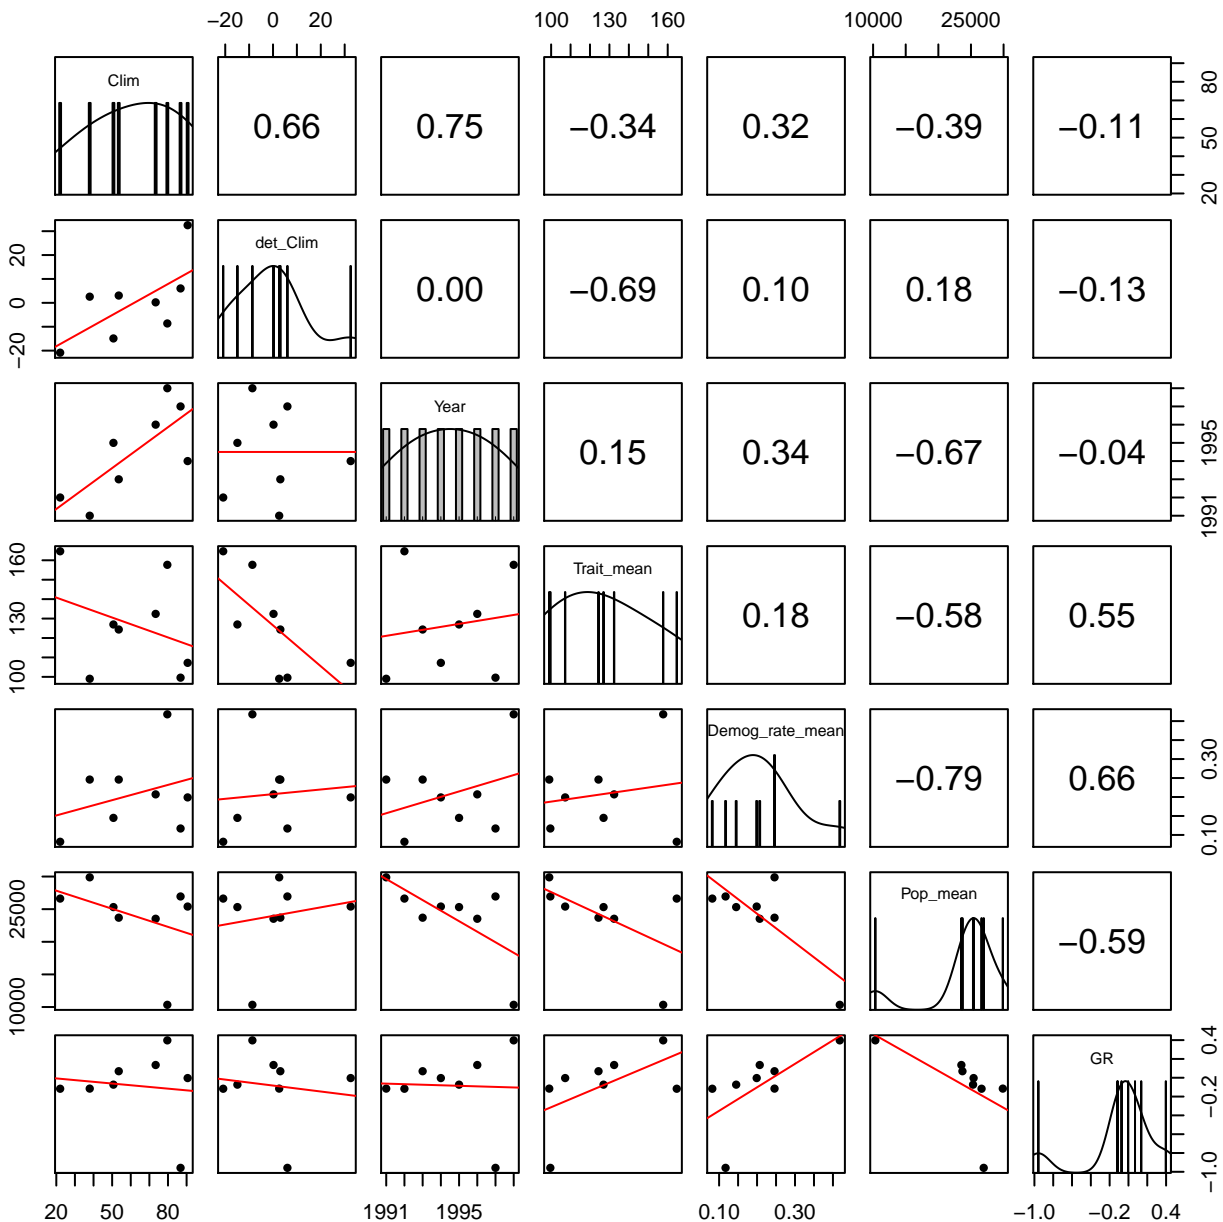 −20 0 20 100 130 160 10000 25000
Clim 0.66 0.75 −0.34 0.32 −0.39 −0.11
20 50 80
−20 0 20
det_Clim 0.00 −0.69 0.10 0.18 −0.13
Year 0.15 0.34 −0.67 −0.04
1991 1995
100 130 160
Trait_mean 0.18 −0.58 0.55
Demog_rate_mean −0.79 0.66
0.10 0.30
10000 25000
Pop_mean −0.59
GR
−1.0 −0.2 0.4
20 50 80 1991 1995 0.10 0.30 −1.0 −0.2 0.4